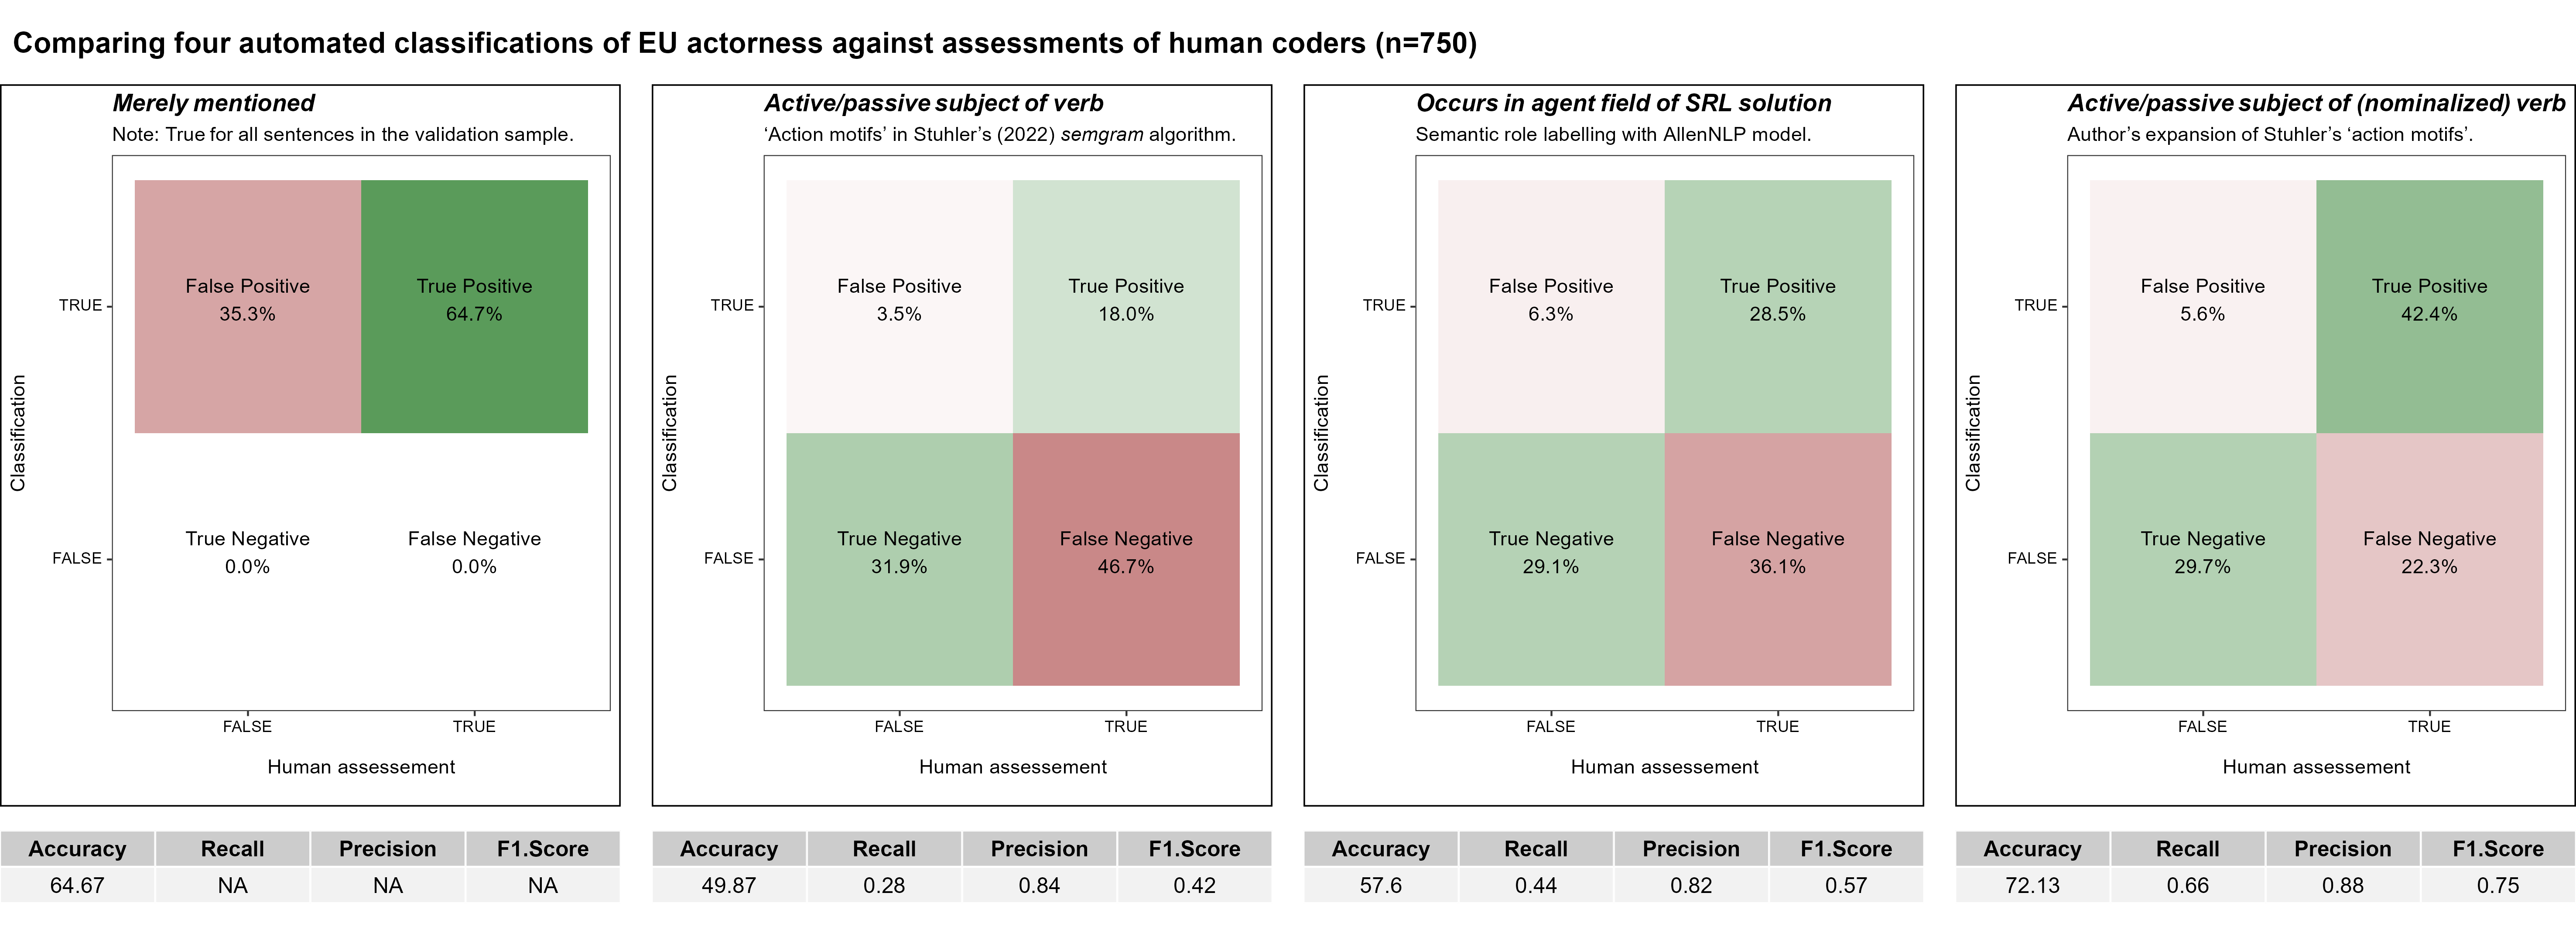 Comparing four automated classifications of EU actorness against assessments of human coders (n=750)
Merely mentioned
Note: True for all sentences in the validation sample.
Classification
TRUE
FALSE
False Positive
35.3%
True Positive
64.7%
True Negative
0.0%
False Negative
0.0%
FALSE
TRUE
Human assessement
Accuracy Recall Precision F1.Score
64.67 NA NA NA
Active/passive subject of verb
‘Action motifs’ in Stuhler’s (2022) semgram algorithm.
Classification
TRUE
FALSE
False Positive
3.5%
True Positive
18.0%
True Negative
31.9%
False Negative
46.7%
FALSE
TRUE
Human assessement
Accuracy Recall Precision F1.Score
49.87 0.28 0.84 0.42
Occurs in agent field of SRL solution
Semantic role labelling with AllenNLP model.
Classification
TRUE
FALSE
False Positive
6.3%
True Positive
28.5%
True Negative
29.1%
False Negative
36.1%
FALSE
TRUE
Human assessement
Accuracy Recall Precision F1.Score
57.6 0.44 0.82 0.57
Active/passive subject of (nominalized) verb
Author’s expansion of Stuhler’s ‘action motifs’.
Classification
TRUE
FALSE
False Positive
5.6%
True Positive
42.4%
True Negative
29.7%
False Negative
22.3%
FALSE
TRUE
Human assessement
Accuracy Recall Precision F1.Score
72.13 0.66 0.88 0.75